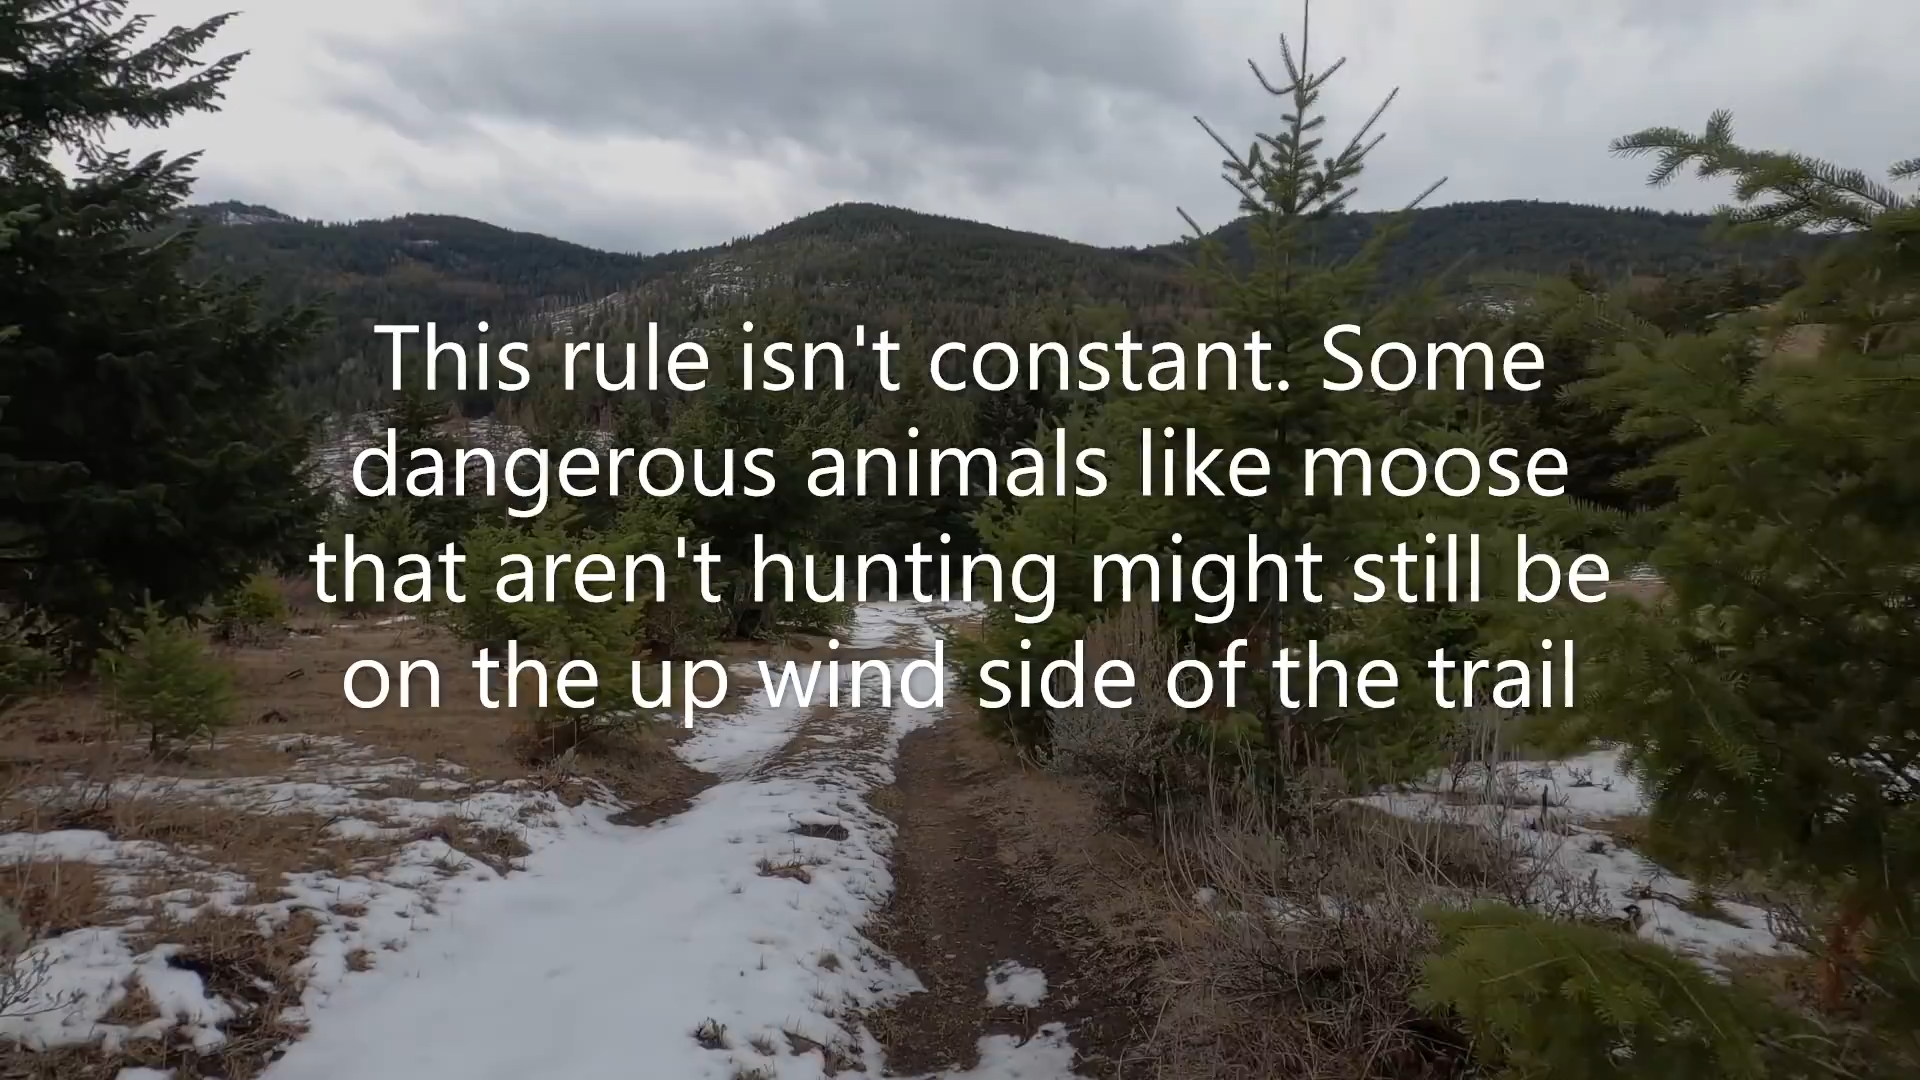 This rule isn't constant. Some
dangerous animals like moose
that aren't hunting might still be
on the up wind side of the trail